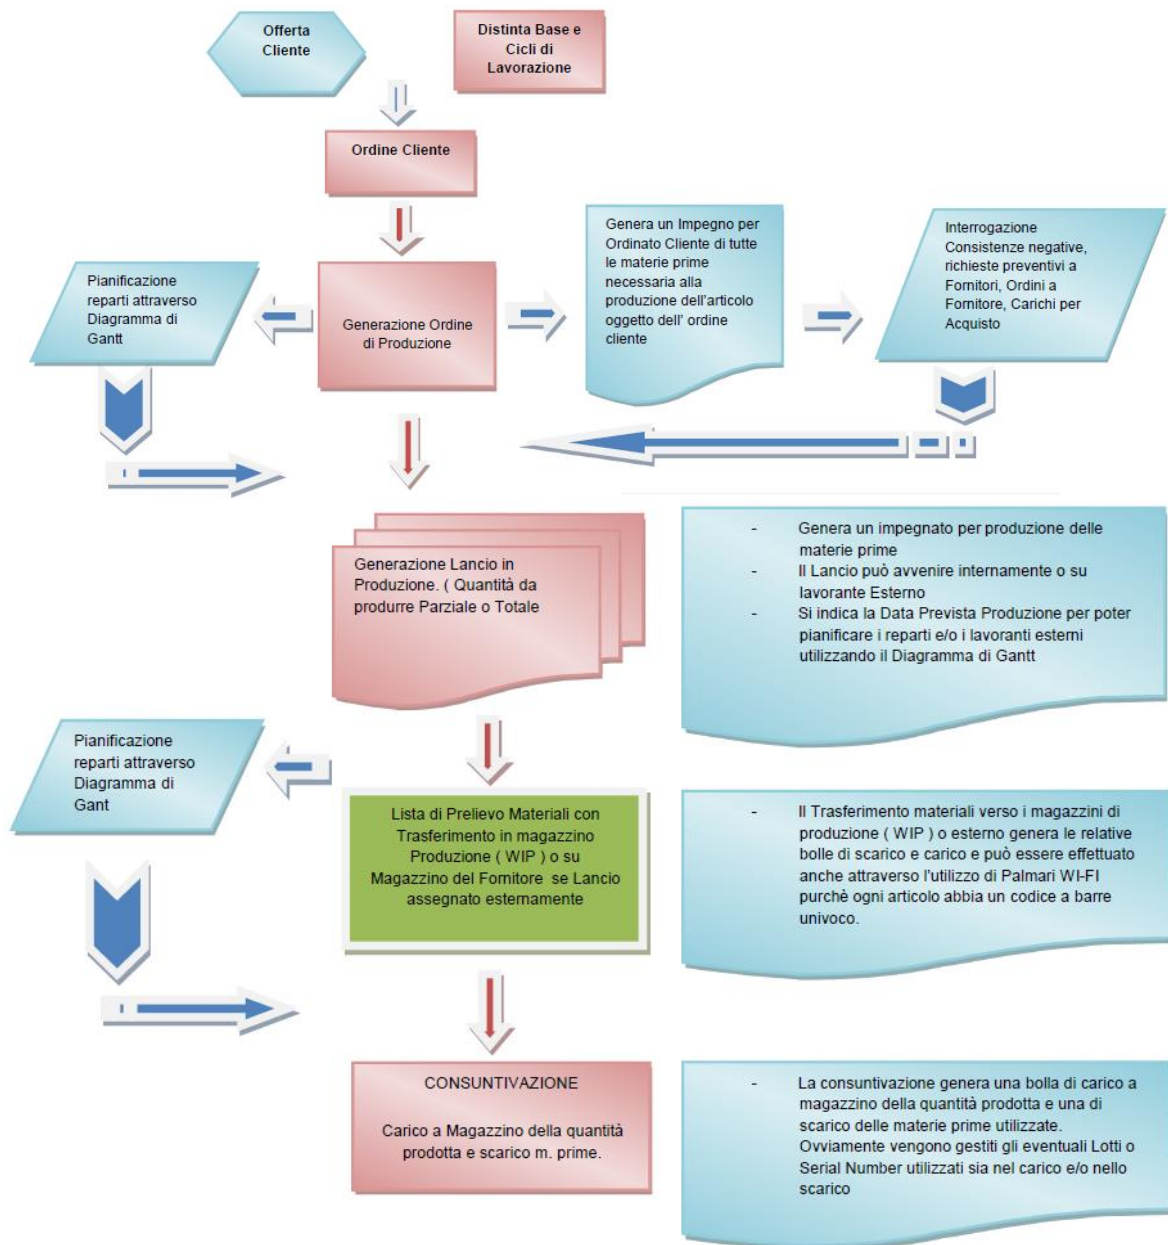 Offerta
Cliente
Distinta Base e
Cicli di
Lavorazione
Ordine Cliente
Pianificazione
reparti attraverso
Diagramma di
Gantt
Generazione Ordine
di Produzione
Genera un Impegno per
Ordinato Cliente di tutte
le materie prime
necessaria alla
produzione dell'articolo
oggetto dell' ordine
cliente
Interrogazione
Consistenze negative,
richieste preventivi a
Fornitori, Ordini a
Fornitore, Carichi per
Acquisto
Generazione Lancio in
Produzione. ( Quantità da
produrre Parziale o Totale
- Genera un impegnato per produzione delle
materie prime
- Il Lancio può avvenire internamente o su
lavorante Esterno
- Si indica la Data Prevista Produzione per poter
pianificare i reparti e/o i lavoranti esterni
utilizzando il Diagramma di Gantt
Pianificazione
reparti attraverso
Diagramma di
Gant
Lista di Prelievo Materiali con
Trasferimento in magazzino
Produzione ( WIP ) o su
Magazzino del Fornitore se Lancio
assegnato esternamente
- Il Trasferimento materiali verso i magazzini di
produzione ( WIP ) o esterno genera le relative
bolle di scarico e carico e può essere effettuato
anche attraverso l'utilizzo di Palmari WI-FI
purchè ogni articolo abbia un codice a barre
univoco.
CONSUNTIVAZIONE
Carico a Magazzino della quantità
prodotta e scarico m. prime.
- La consuntivazione genera una bolla di carico a
magazzino della quantità prodotta e una di
scarico delle materie prime utilizzate.
Ovviamente vengono gestiti gli eventuali Lotti o
Serial Number utilizzati sia nel carico e/o nello
scarico